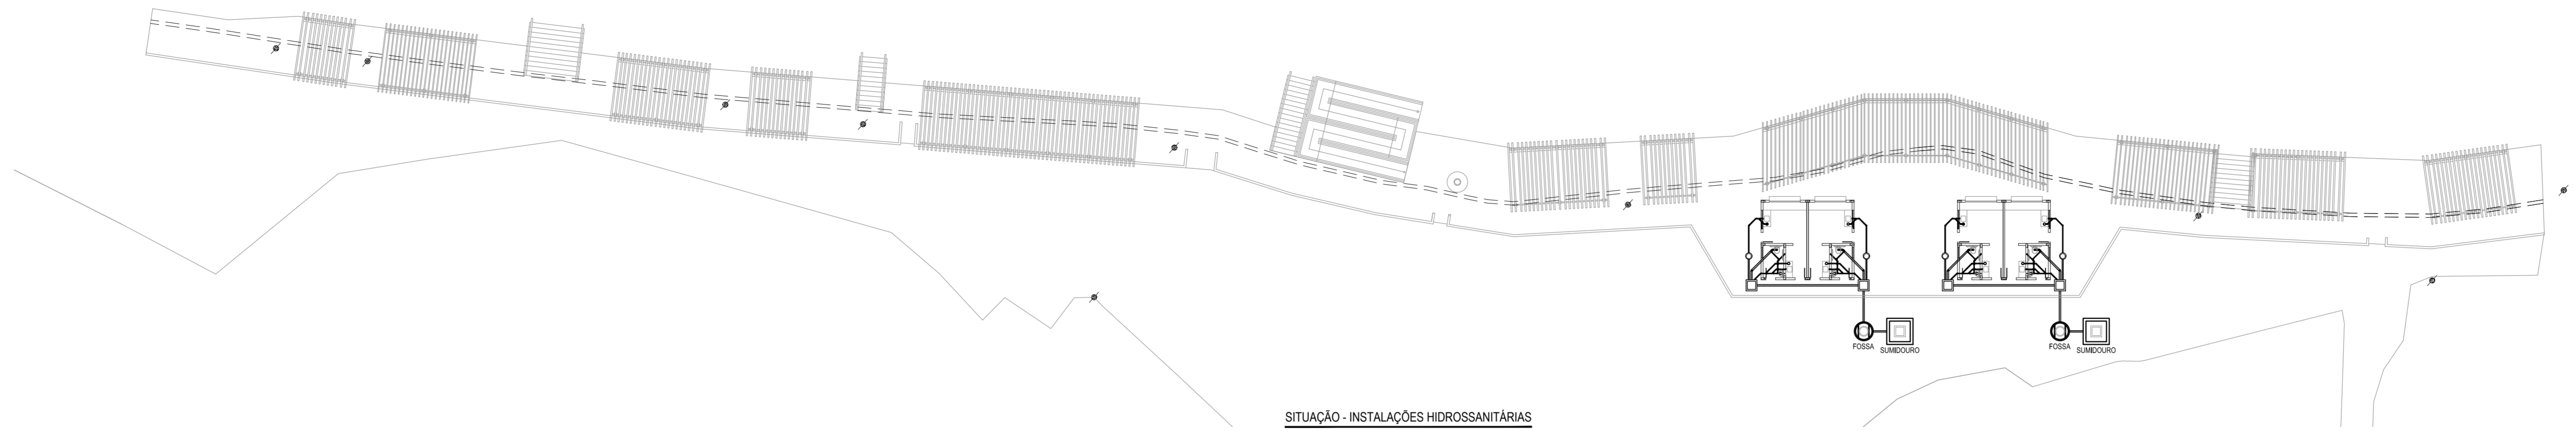 FOSSA
SUMIDOURO
FOSSA
SUMIDOURO
SITUAÇÃO - INSTALAÇÕES HIDROSSANITÁRIAS